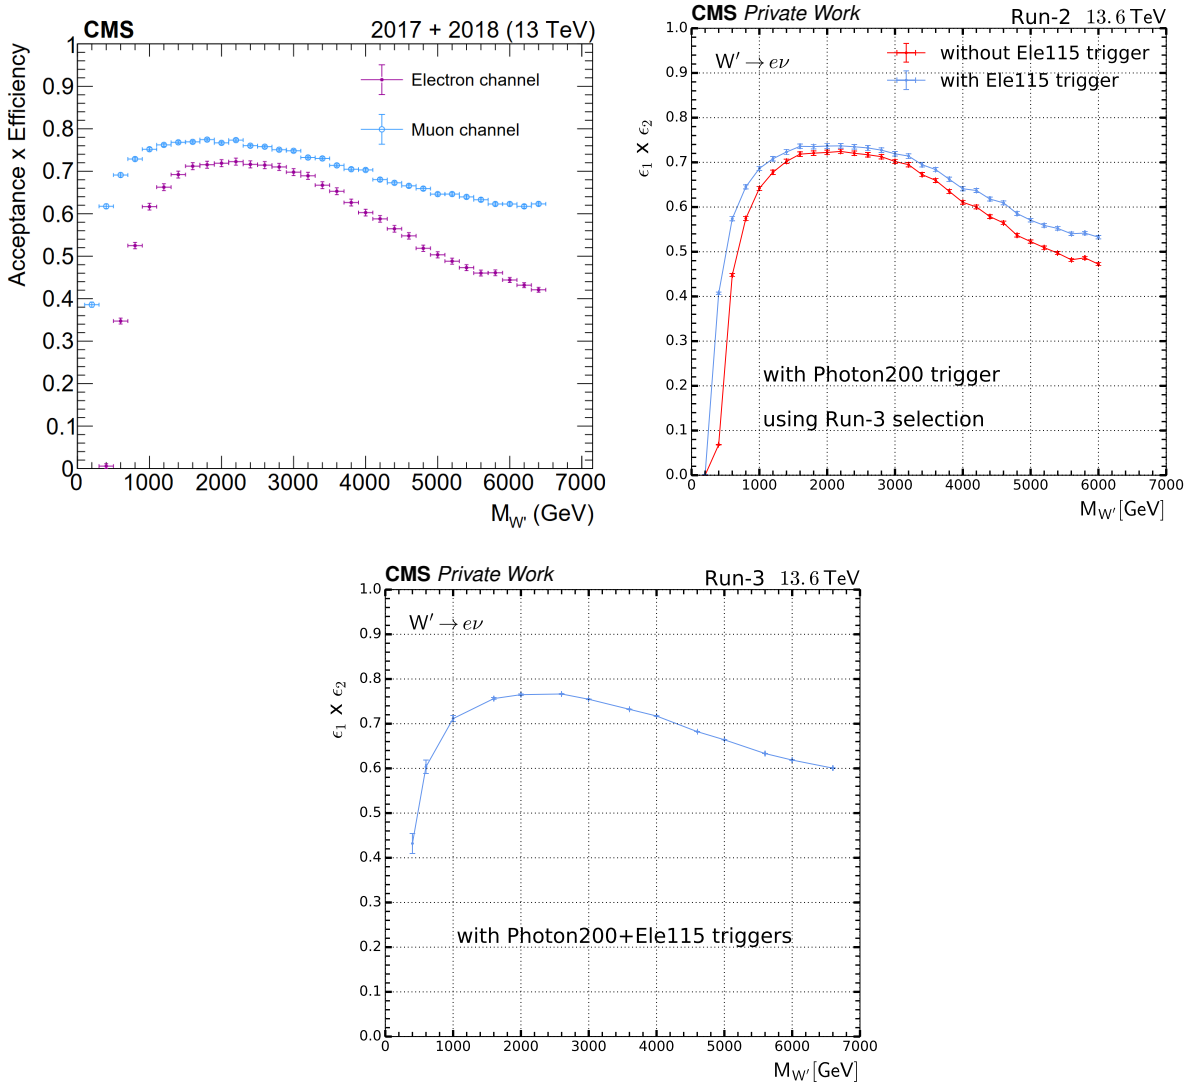 CMS 2017 + 2018 (13 TeV)
Acceptance x Efficiency
1
0.9
0.8
0.7
0.6
0.5
0.4
0.3
0.2
0.1
0
Electron channel
Muon channel
1000 2000 3000 4000 5000 6000 7000
M_W' (GeV)
CMS Private Work Run-2 13.6 TeV
ϵ₁ x ϵ₂
1.0
0.9
0.8
0.7
0.6
0.5
0.4
0.3
0.2
0.1
0.0
W′ → eν
without Ele115 trigger
with Ele115 trigger
with Photon200 trigger
using Run-3 selection
0 1000 2000 3000 4000 5000 6000 7000
M_W′ [GeV]
CMS Private Work Run-3 13.6 TeV
ϵ₁ x ϵ₂
1.0
0.9
0.8
0.7
0.6
0.5
0.4
0.3
0.2
0.1
0.0
W′ → eν
with Photon200+Ele115 triggers
0 1000 2000 3000 4000 5000 6000 7000
M_W′ [GeV]